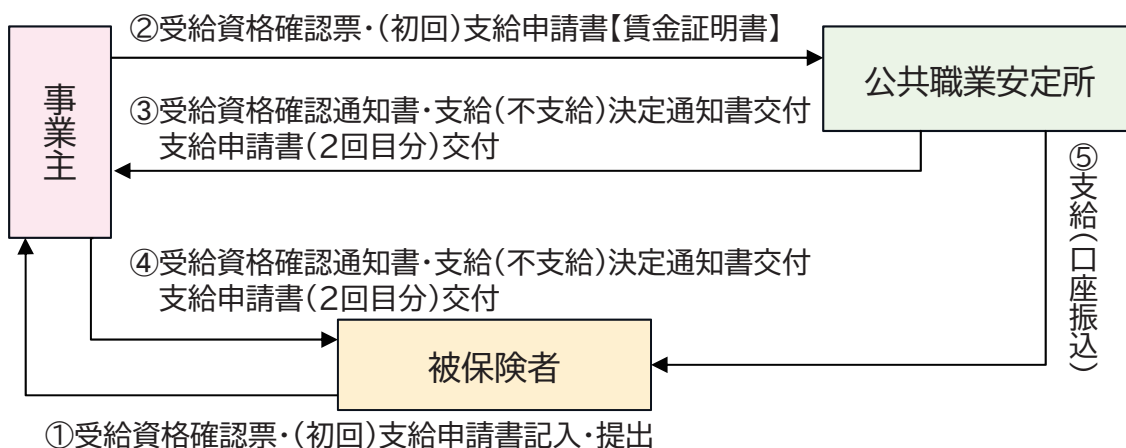 ②受給資格確認票・(初回)支給申請書【賃金証明書】
事業主
公共職業安定所
③受給資格確認通知書・支給(不支給)決定通知書交付
支給申請書(2回目分)交付
⑤支給(口座振込)
④受給資格確認通知書・支給(不支給)決定通知書交付
支給申請書(2回目分)交付
被保険者
①受給資格確認票・(初回)支給申請書記入・提出